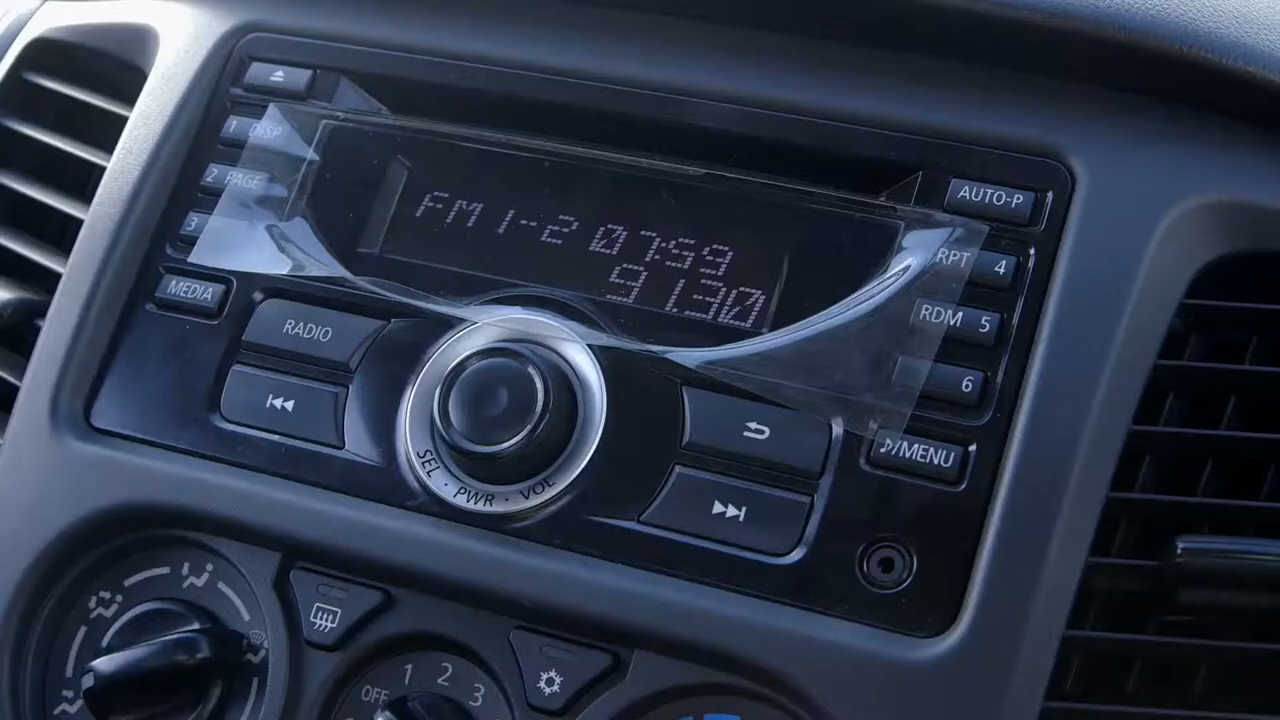 1 DISP
2 PAGE
3
MEDIA
RADIO
FM1-2 07:59
91.30
AUTO-P
RPT 4
RDM 5
6
♪/MENU
SEL · PWR · VOL
OFF 1 2 3